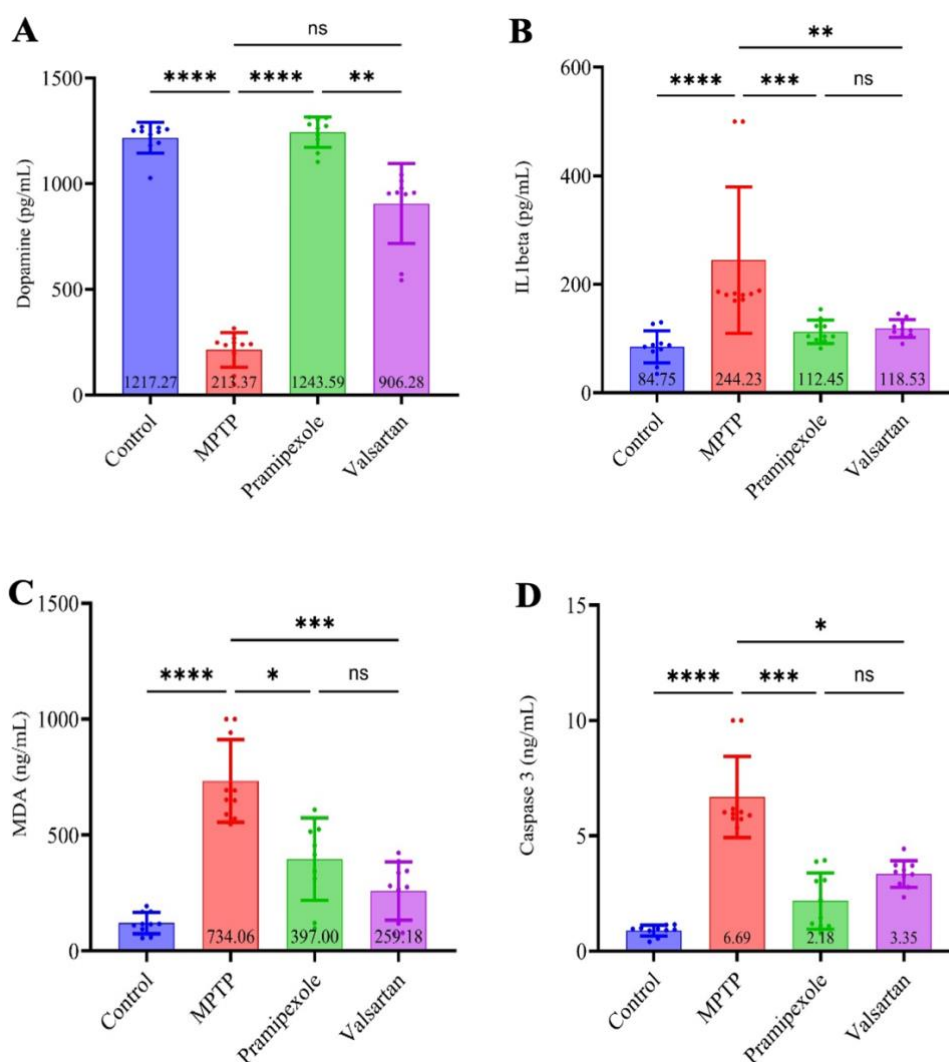 A
ns
**** **** **
1500
1000
500
0
Dopamine (pg/mL)
1217.27 213.37 1243.59 906.28
Control MPTP Pramipexole Valsartan
B
**
**** *** ns
600
400
200
0
IL1beta (pg/mL)
84.75 244.23 112.45 118.53
Control MPTP Pramipexole Valsartan
C
***
**** * ns
1500
1000
500
0
MDA (ng/mL)
734.06 397.00 259.18
Control MPTP Pramipexole Valsartan
D
*
**** *** ns
15
10
5
0
Caspase 3 (ng/mL)
6.69 2.18 3.35
Control MPTP Pramipexole Valsartan